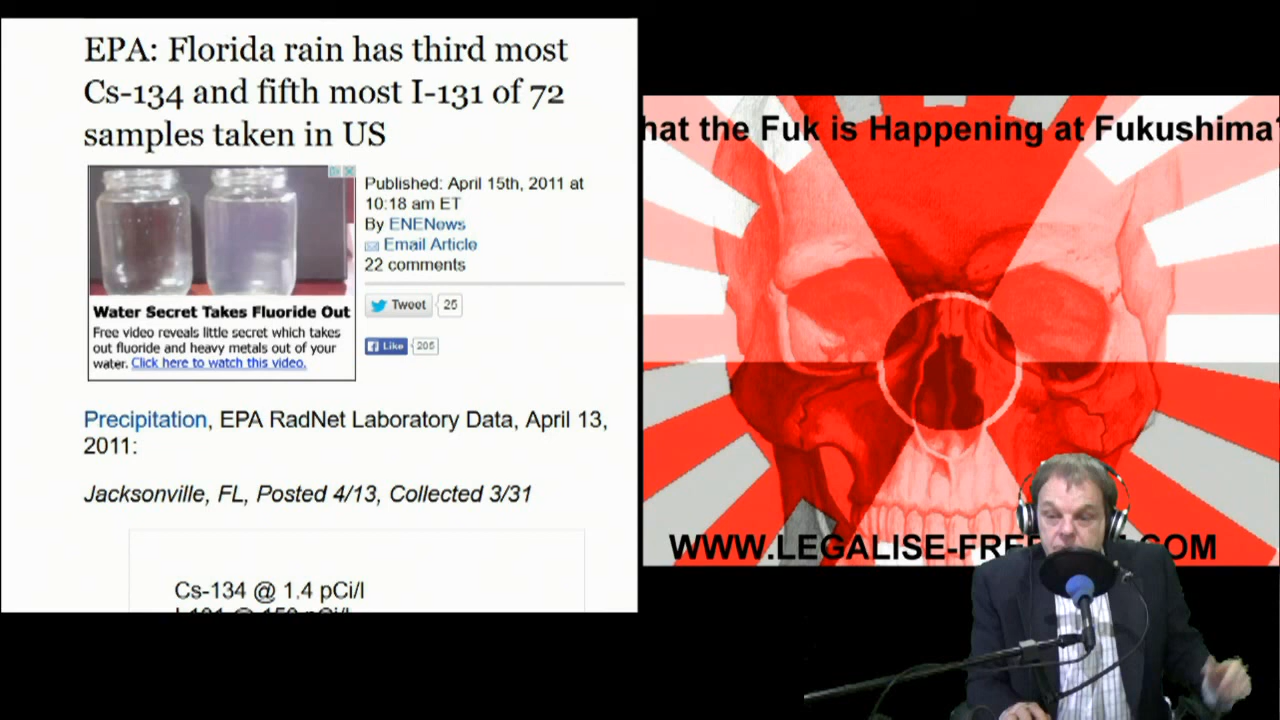 EPA: Florida rain has third most
Cs-134 and fifth most I-131 of 72
samples taken in US
Published: April 15th, 2011 at
10:18 am ET
By ENENews
Email Article
22 comments
Tweet 25
Like 205
Water Secret Takes Fluoride Out
Free video reveals little secret which takes
out fluoride and heavy metals out of your
water. Click here to watch this video.
Precipitation, EPA RadNet Laboratory Data, April 13,
2011:
Jacksonville, FL, Posted 4/13, Collected 3/31
Cs-134 @ 1.4 pCi/l
hat the Fuk is Happening at Fukushima?
WWW.LEGALISE-FRE COM